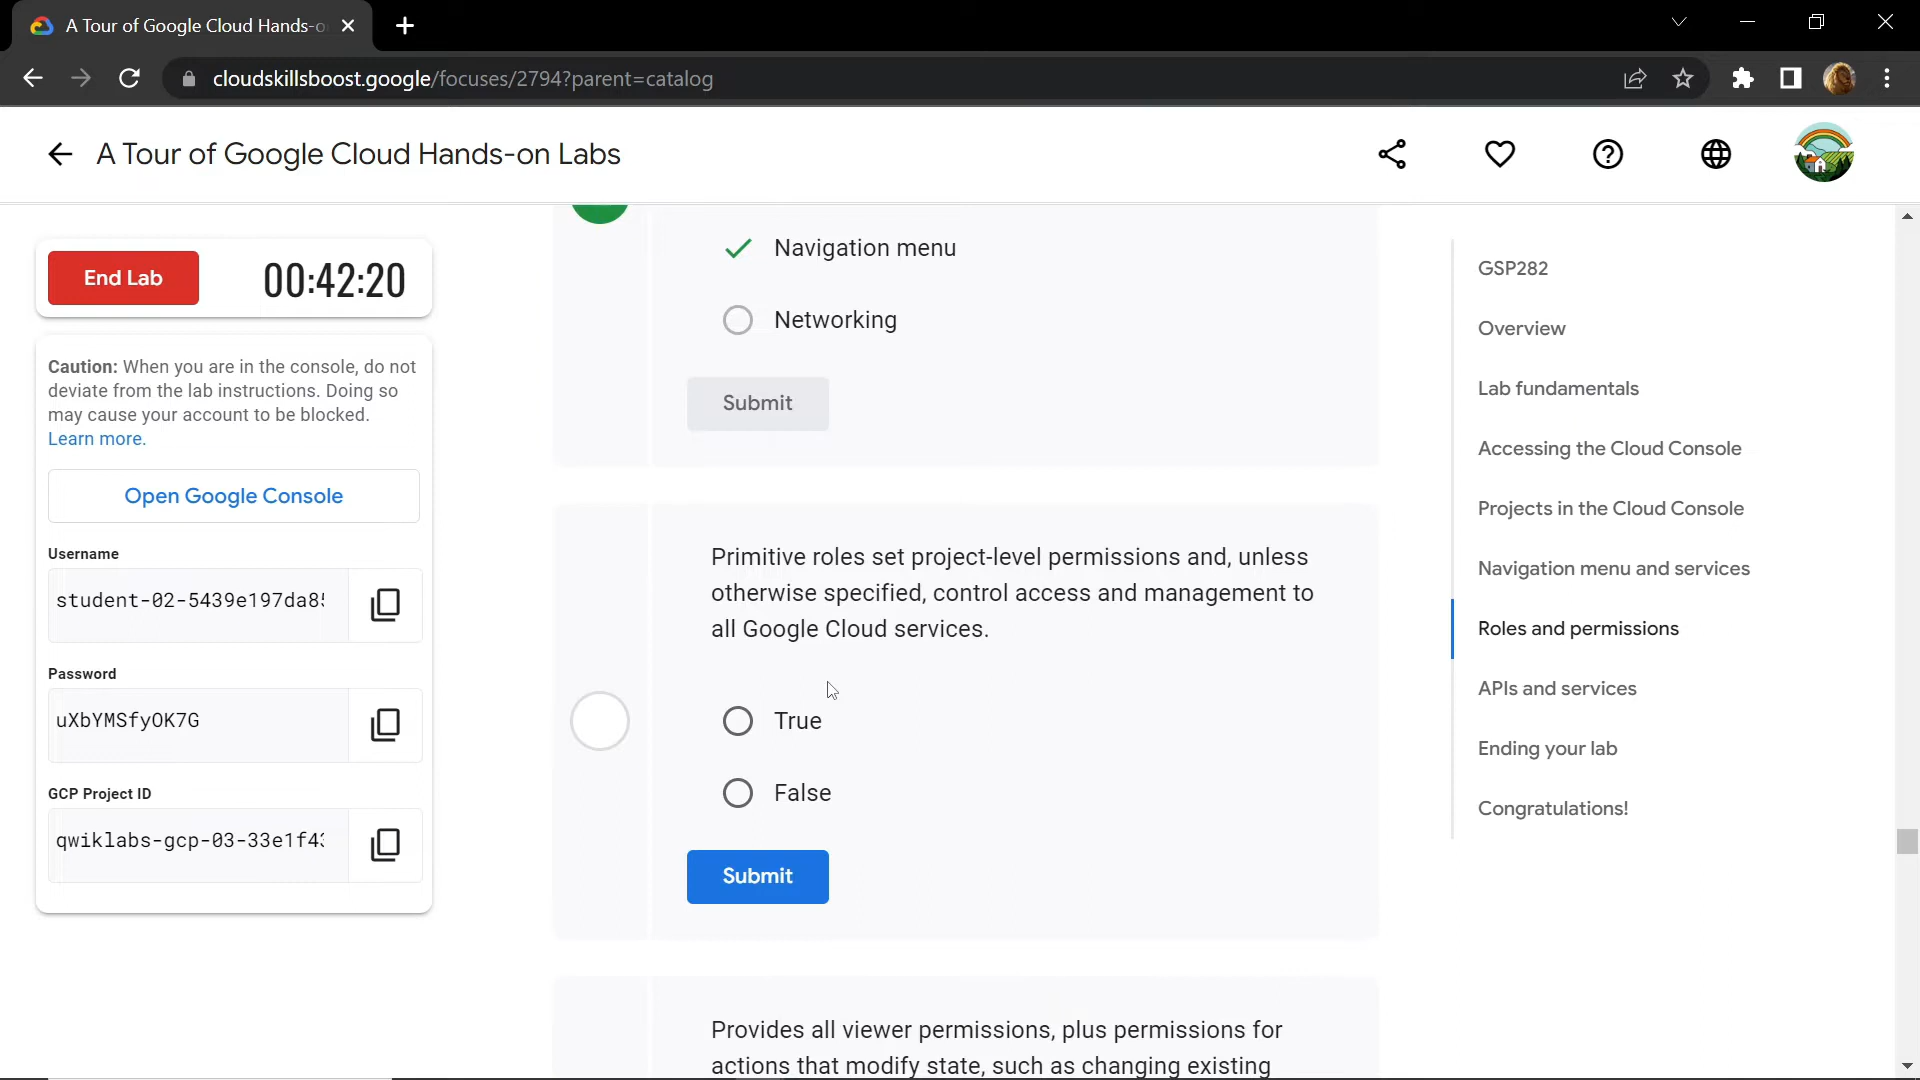 A Tour of Google Cloud Hands-o
cloudskillsboost.google/focuses/2794?parent=catalog
A Tour of Google Cloud Hands-on Labs
End Lab
00:42:20
Caution: When you are in the console, do not
deviate from the lab instructions. Doing so
may cause your account to be blocked.
Learn more.
Open Google Console
Username
student-02-5439e197da8
Password
uXbYMSfyOK7G
GCP Project ID
qwiklabs-gcp-03-33e1f4
Navigation menu
Networking
Submit
Primitive roles set project-level permissions and, unless
otherwise specified, control access and management to
all Google Cloud services.
True
False
Submit
Provides all viewer permissions, plus permissions for
actions that modify state, such as changing existing
GSP282
Overview
Lab fundamentals
Accessing the Cloud Console
Projects in the Cloud Console
Navigation menu and services
Roles and permissions
APIs and services
Ending your lab
Congratulations!